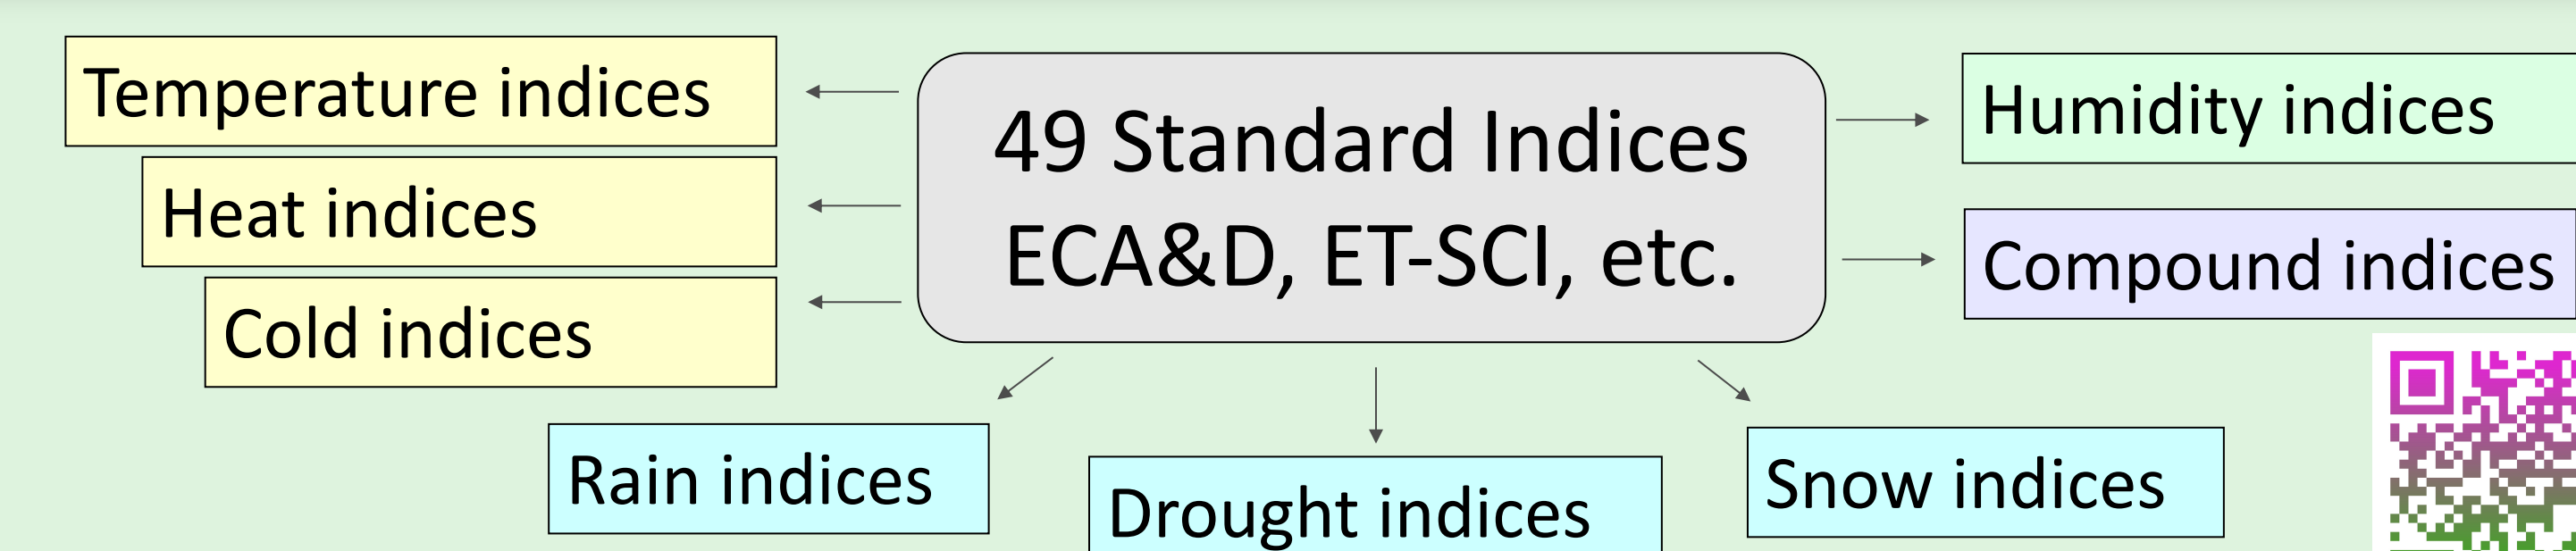 Temperature indices
Heat indices
Cold indices
49 Standard Indices
ECA&D, ET-SCI, etc.
Humidity indices
Compound indices
Rain indices
Drought indices
Snow indices